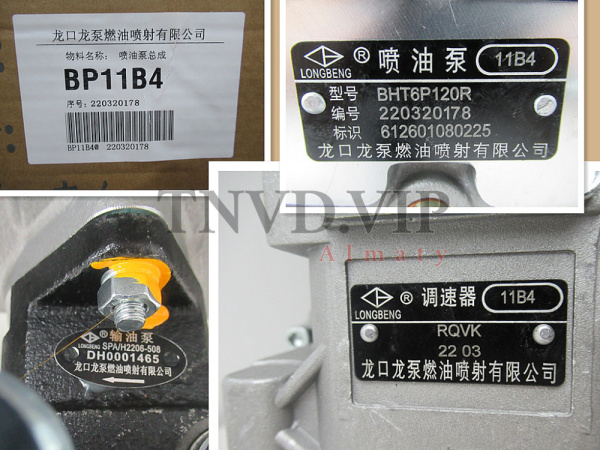 龙口龙泵燃油喷射有限公司
物料名称： 喷油泵总成
BP11B4
序号：220320178
BP11B4@ 220320178
LONGBENG ® 喷油泵 11B4
型号 BHT6P120R
编号 220320178
标识 612601080225
龙口龙泵燃油喷射有限公司
TNVD.VIP
Almaty
LONGBENG ® 输油泵
SPA/H2208-508
DH0001465
龙口龙泵燃油喷射有限公司
LONGBENG ® 调速器 11B4
RQVK
22 03
龙口龙泵燃油喷射有限公司